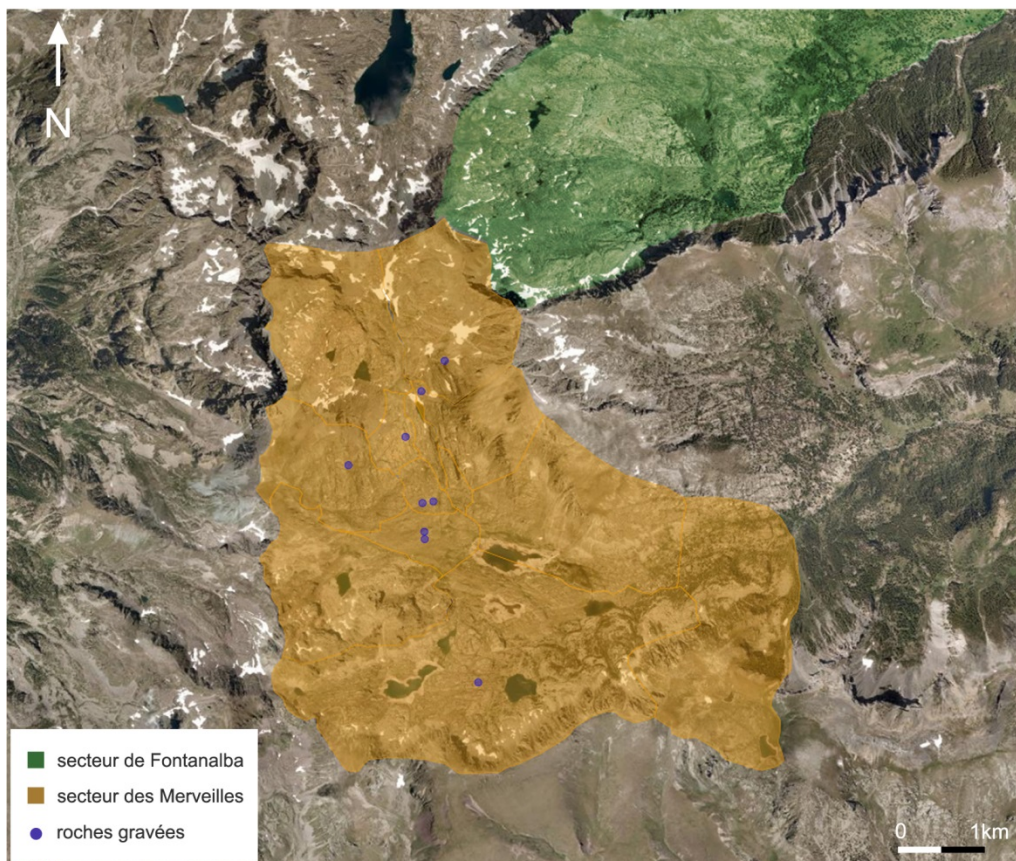 N
secteur de Fontanalba
secteur des Merveilles
roches gravées
0 1km